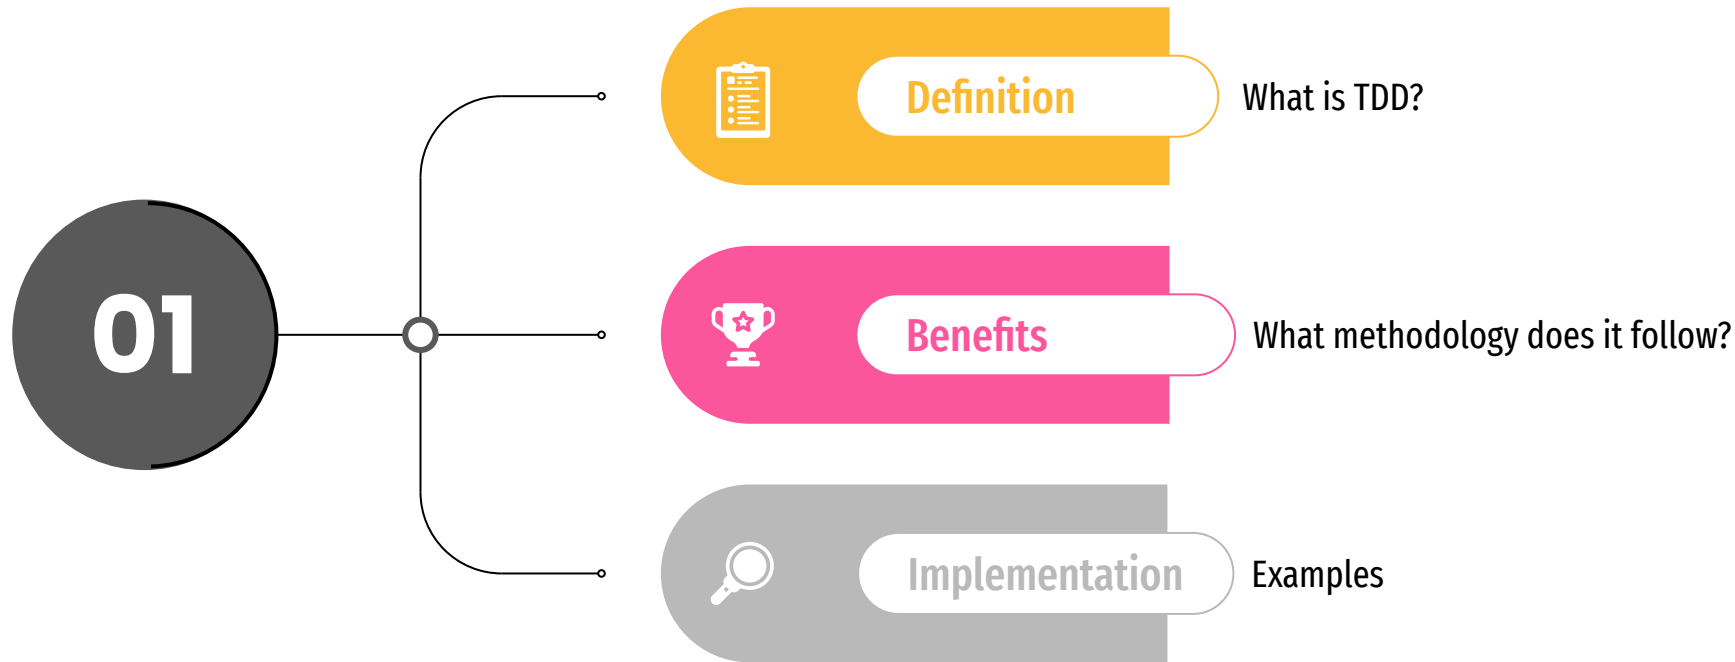 01
Definition
What is TDD?
Benefits
What methodology does it follow?
Implementation
Examples